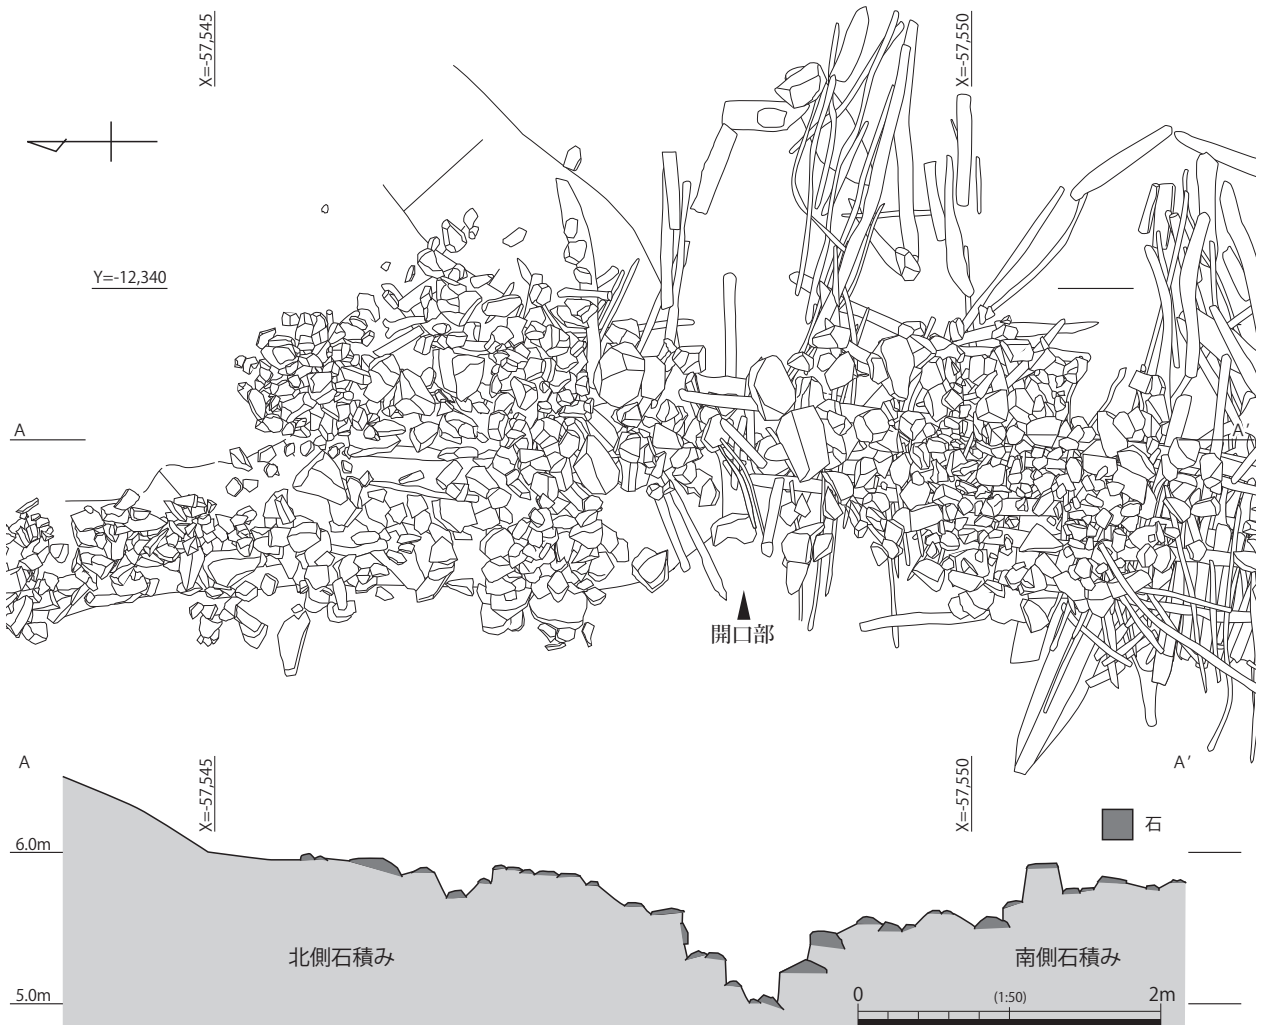 X=-57,545
X=-57,550
Y=-12,340
A
A′
開口部
A
A′
X=-57,545
X=-57,550
石
6.0m
北側石積み
南側石積み
5.0m
0
(1:50)
2m